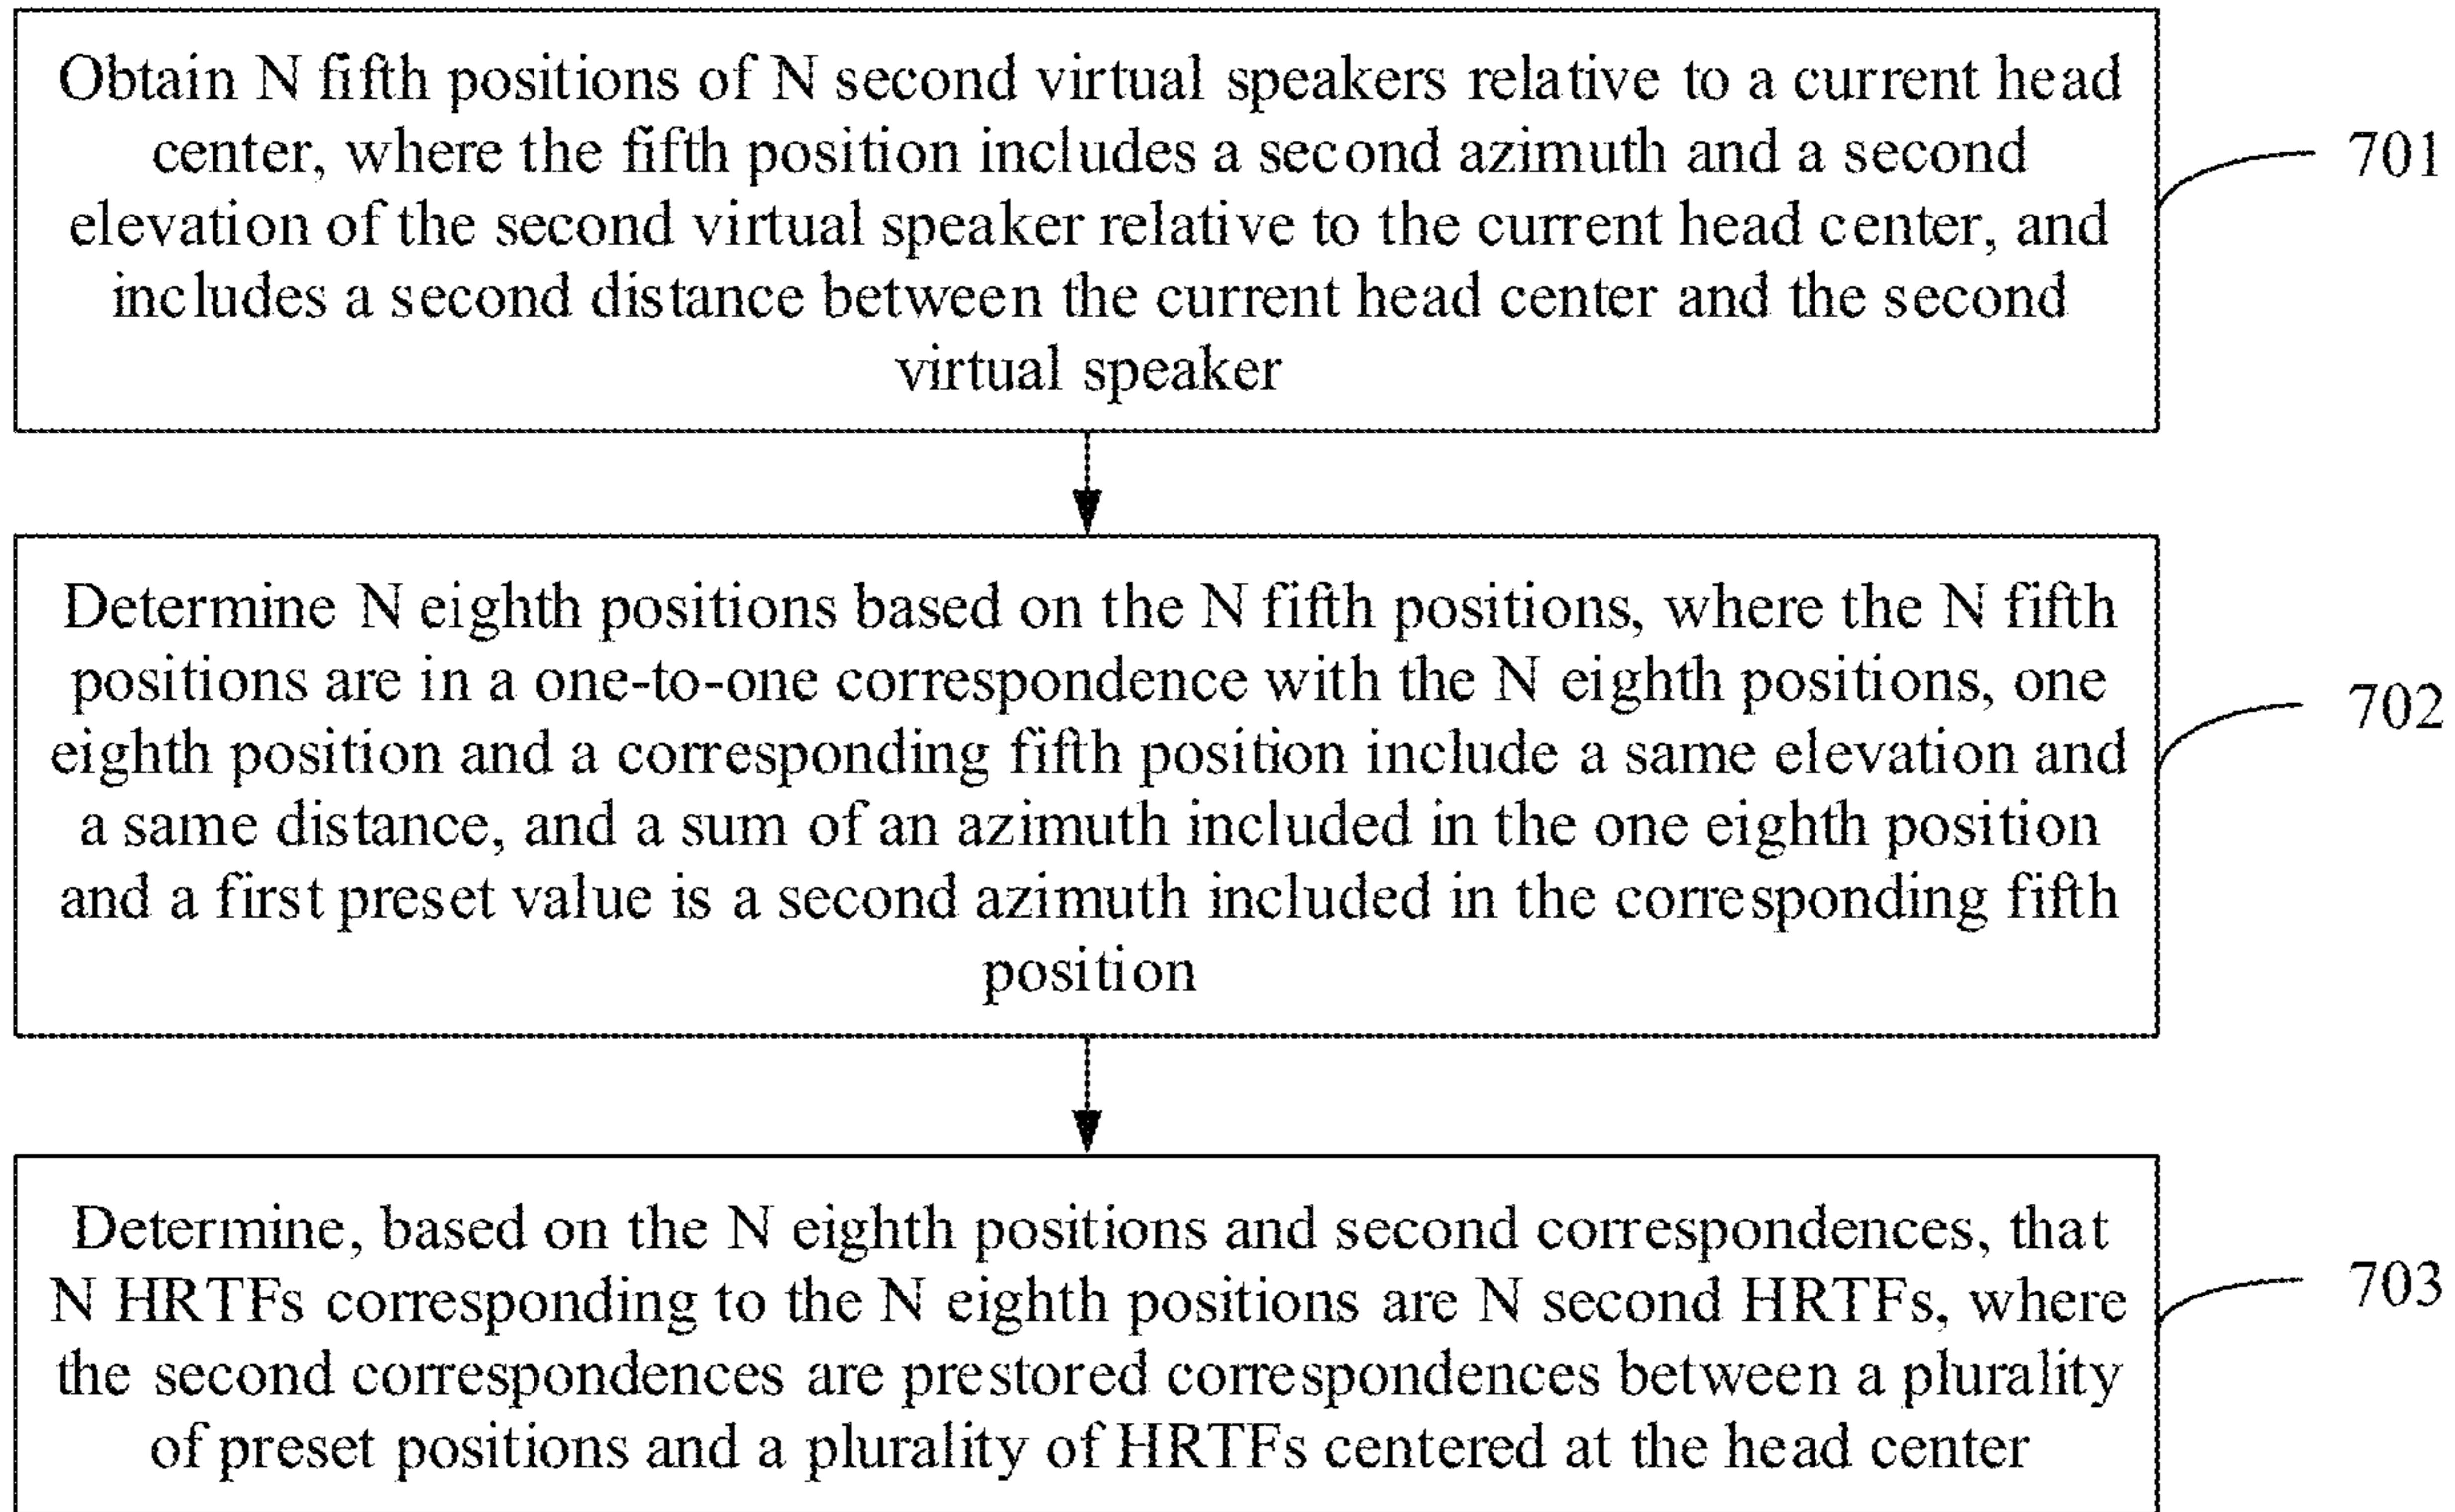 Obtain N fifth positions of N second virtual speakers relative to a current head
center, where the fifth position includes a second azimuth and a second
elevation of the second virtual speaker relative to the current head center, and
includes a second distance between the current head center and the second
virtual speaker
701
Determine N eighth positions based on the N fifth positions, where the N fifth
positions are in a one-to-one correspondence with the N eighth positions, one
eighth position and a corresponding fifth position include a same elevation and
a same distance, and a sum of an azimuth included in the one eighth position
and a first preset value is a second azimuth included in the corresponding fifth
position
702
Determine, based on the N eighth positions and second correspondences, that
N HRTFs corresponding to the N eighth positions are N second HRTFs, where
the second correspondences are prestored correspondences between a plurality
of preset positions and a plurality of HRTFs centered at the head center
703